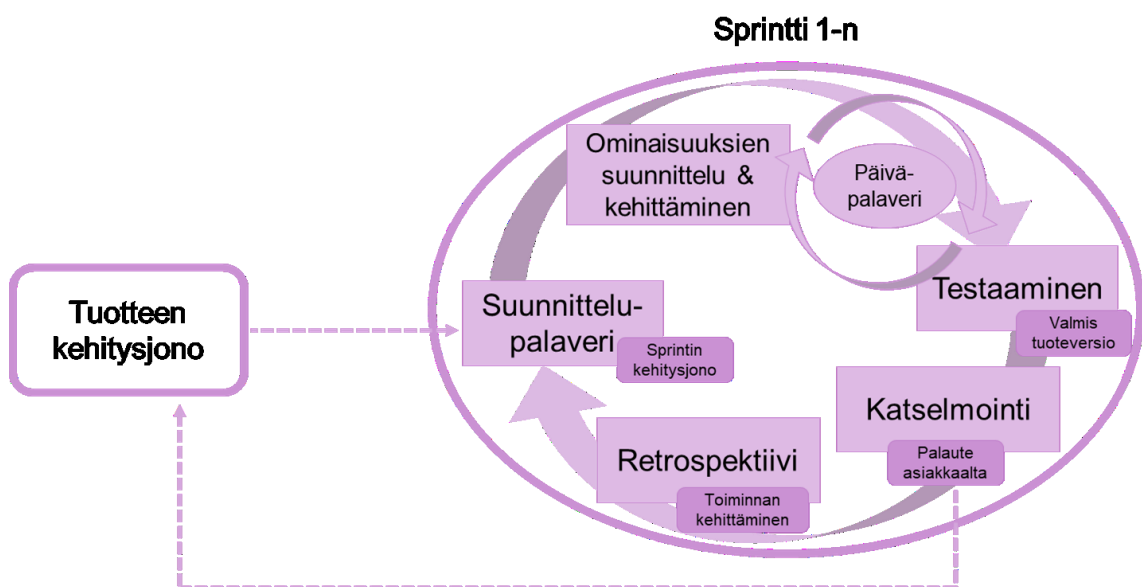 Sprintti 1-n
Ominaisuuksien
suunnittelu &
kehittäminen
Päivä-
palaveri
Testaaminen
Valmis
tuoteversio
Tuotteen
kehitysjono
Suunnittelu-
palaveri
Sprintin
kehitysjono
Katselmointi
Palaute
asiakkaalta
Retrospektiivi
Toiminnan
kehittäminen